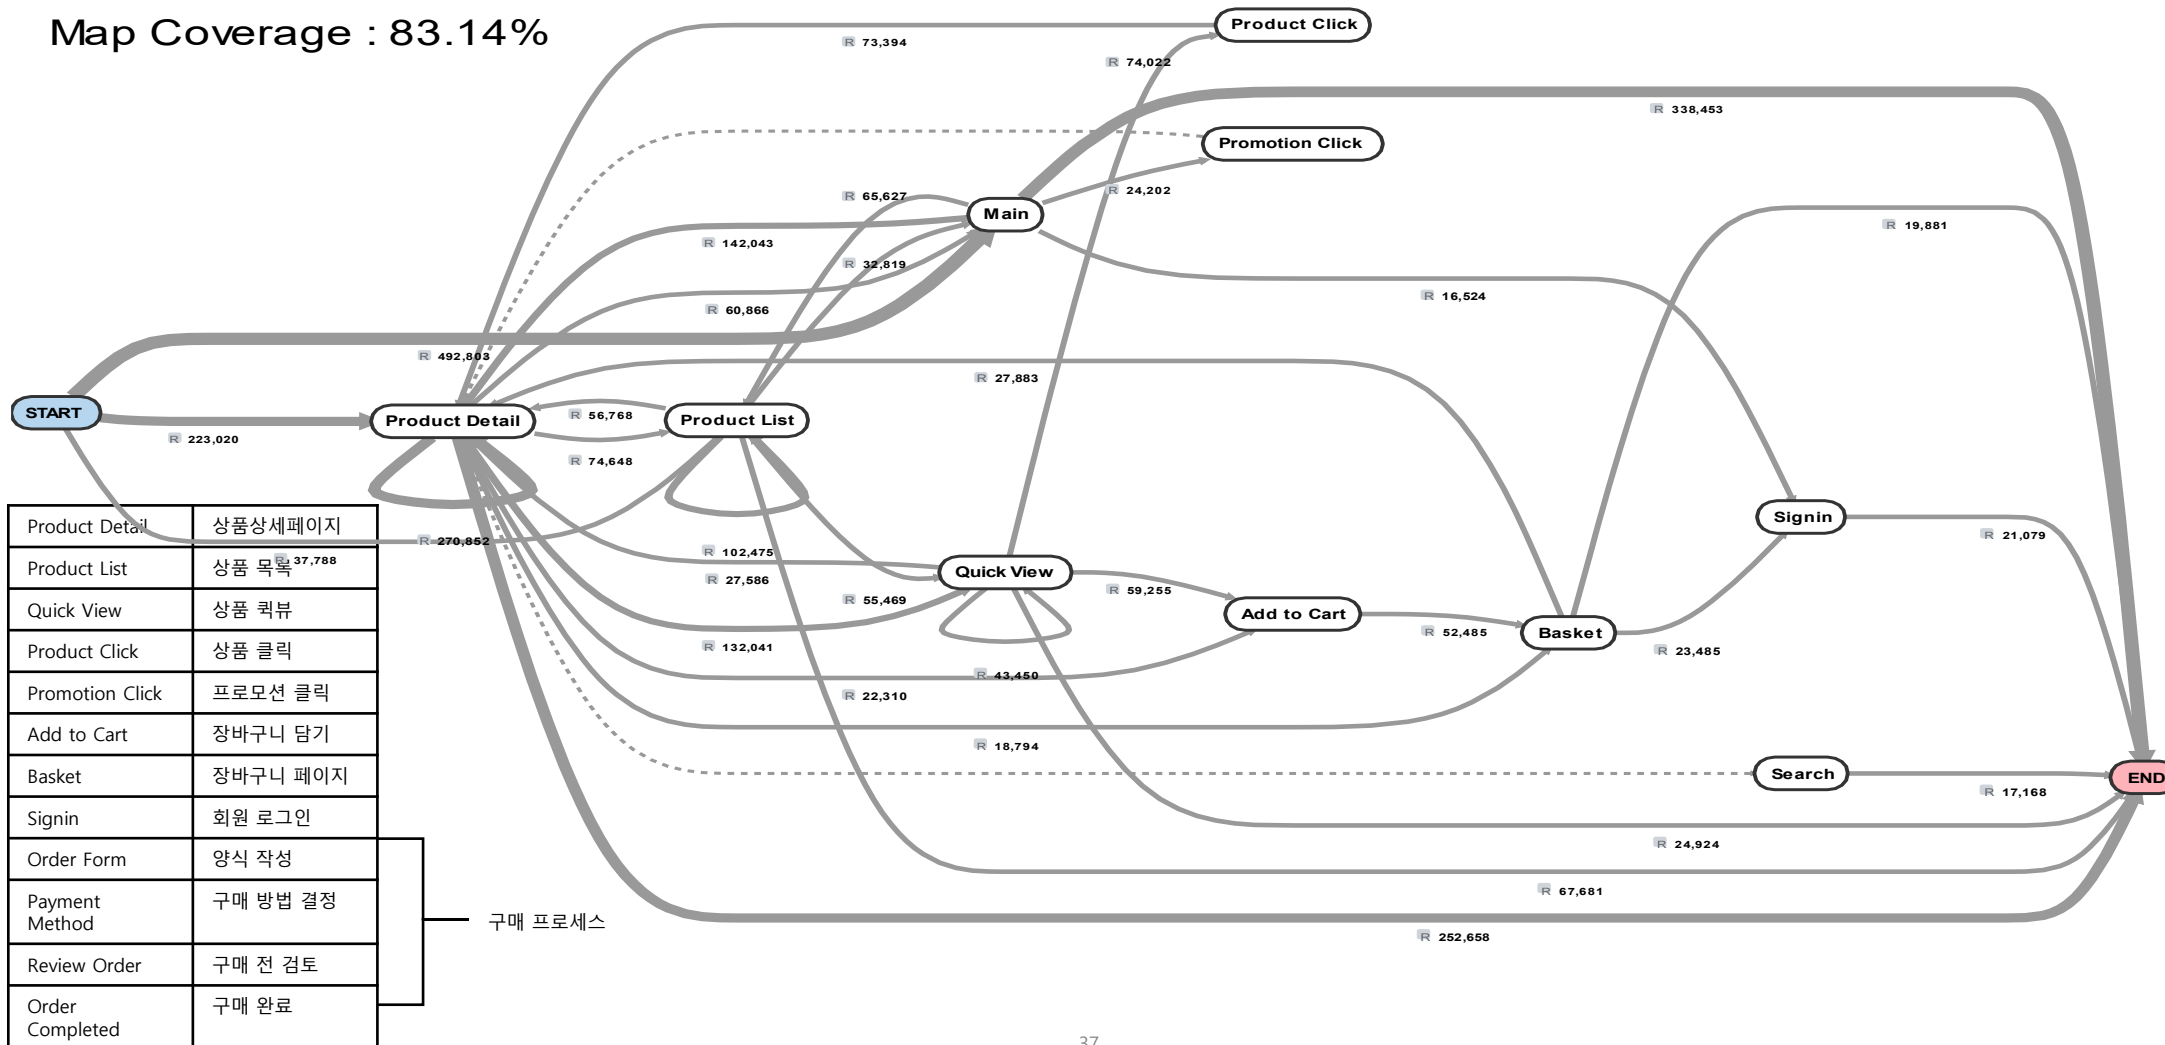 Map Coverage : 83.14%
Product Click
R 73,394
R 74,022
R 338,453
Promotion Click
R 24,202
R 65,627
Main
R 19,881
R 142,043
R 32,819
R 16,524
R 60,866
R 492,803
R 27,883
START
Product Detail
R 56,768
Product List
R 223,020
R 74,648
Signin
R 21,079
R 270,852
R 37,788
R 102,475
R 27,586
Quick View
R 55,469
R 59,255
Add to Cart
R 52,485
Basket
R 23,485
R 132,041
R 43,450
R 22,310
R 18,794
Search
END
R 17,168
R 24,924
R 67,681
R 252,658
Product Detail 상품상세페이지
Product List 상품 목록
Quick View 상품 퀵뷰
Product Click 상품 클릭
Promotion Click 프로모션 클릭
Add to Cart 장바구니 담기
Basket 장바구니 페이지
Signin 회원 로그인
Order Form 양식 작성
Payment 구매 방법 결정
Method
구매 프로세스
Review Order 구매 전 검토
Order 구매 완료
Completed
37